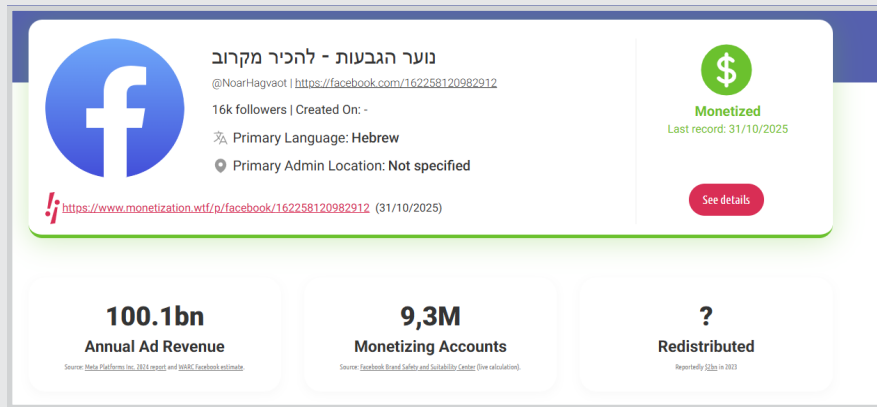 נוער הגבעות - להכיר מקרוב
@NoarHagvaot | https://facebook.com/162258120982912
16k followers | Created On: -
Primary Language: Hebrew
Primary Admin Location: Not specified
https://www.monetization.wtf/p/facebook/162258120982912 (31/10/2025)
$
Monetized
Last record: 31/10/2025
See details
100.1bn
Annual Ad Revenue
Source: Meta Platforms Inc. 2024 report and WARC Facebook estimate.
9,3M
Monetizing Accounts
Source: Facebook Brand Safety and Suitability Center (live calculation).
?
Redistributed
Reportedly $2bn in 2023